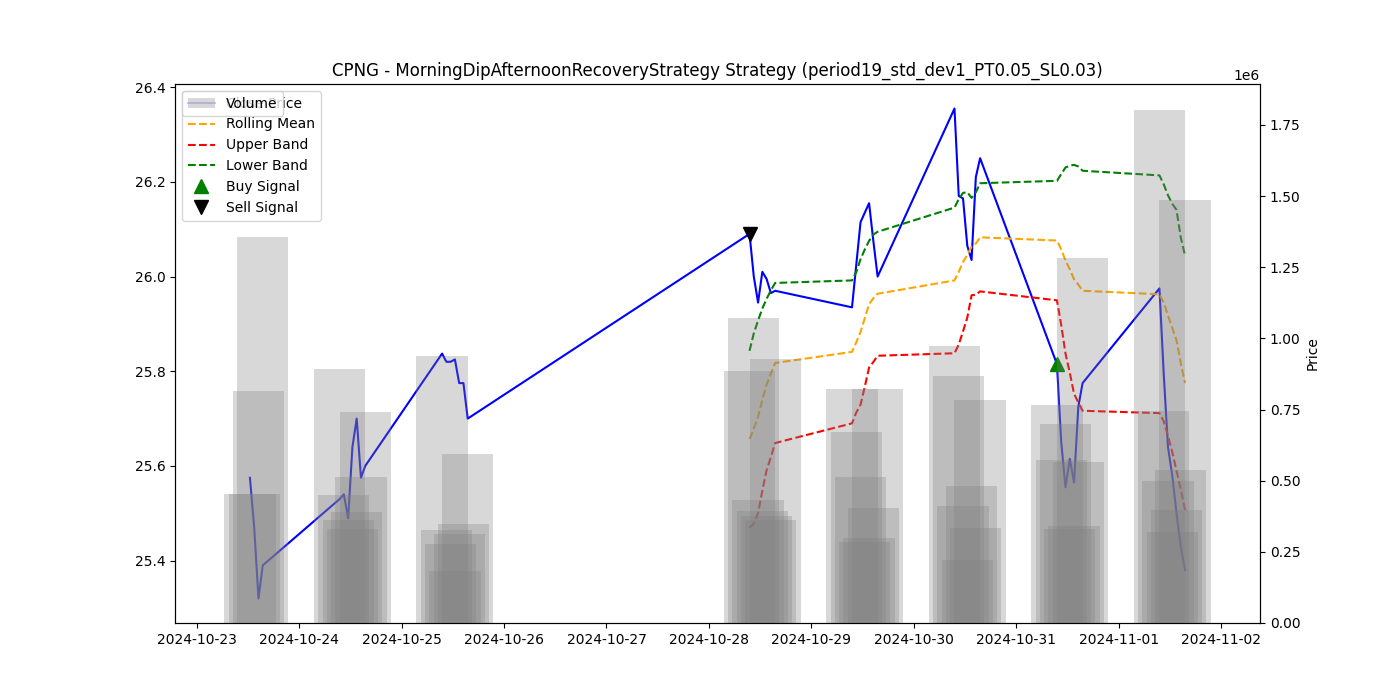 CPNG - MorningDipAfternoonRecoveryStrategy Strategy (period19_std_dev1_PT0.05_SL0.03)
1e6
26.4
26.2
26.0
25.8
25.6
25.4
Volume
Rolling Mean
Upper Band
Lower Band
Buy Signal
Sell Signal
1.75
1.50
1.25
1.00
0.75
0.50
0.25
0.00
Price
2024-10-23 2024-10-24 2024-10-25 2024-10-26 2024-10-27 2024-10-28 2024-10-29 2024-10-30 2024-10-31 2024-11-01 2024-11-02